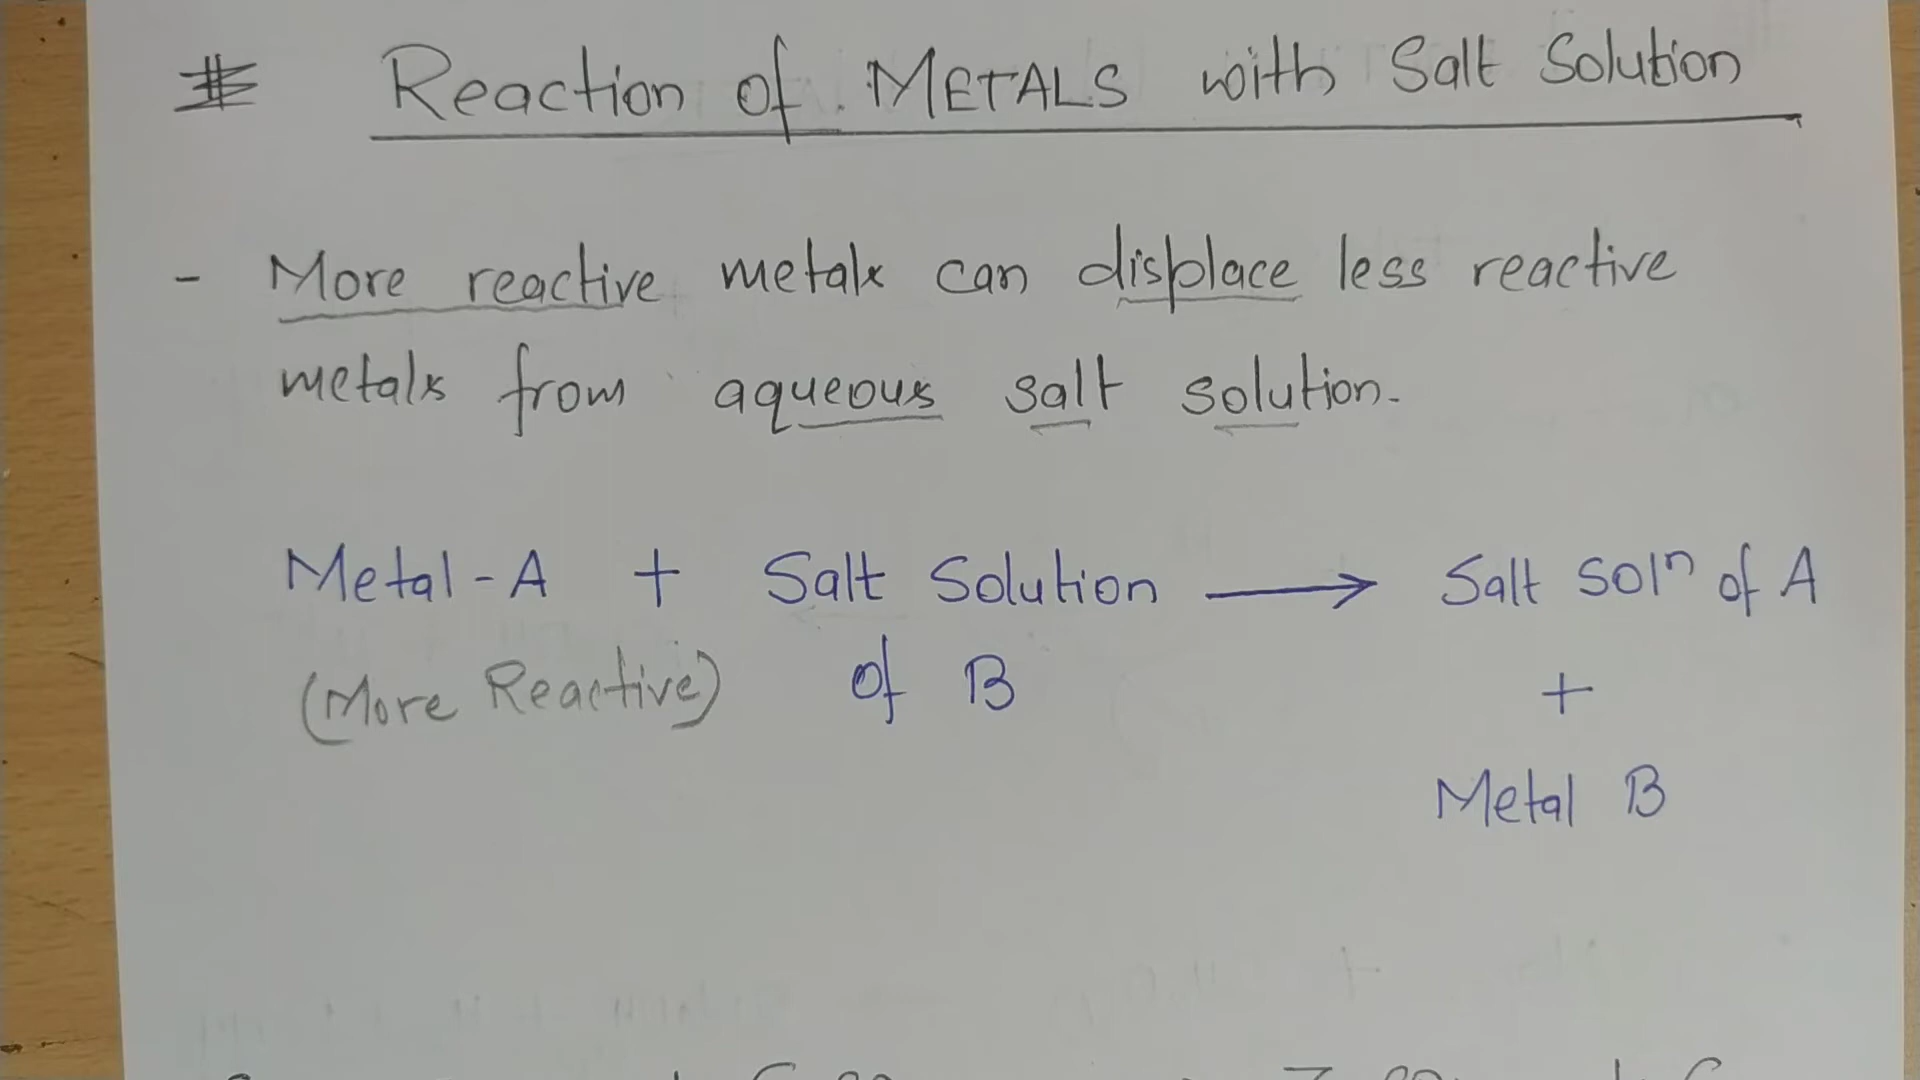 # Reaction of METALS with Salt Solution
- More reactive metals can displace less reactive
metals from aqueous salt solution.
Metal - A + Salt Solution → Salt Solⁿ of A
(More Reactive) of B +
Metal B